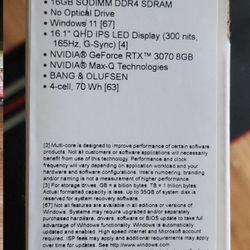 • 16GB SODIMM DDR4 SDRAM
• No Optical Drive
• Windows 11 [67]
• 16.1" QHD IPS LED Display (300 nits,
165Hz, G-Sync) [4]
• NVIDIA® GeForce RTX™ 3070 8GB
• NVIDIA® Max-Q Technologies
• BANG & OLUFSEN
• 4-cell, 70 Wh [63]
[2] Multi-core is designed to improve performance of certain software
products. Not all customers or software applications will necessarily
benefit from use of this technology. Performance and clock
frequency will vary depending on application workload and your
hardware and software configurations. Intel's numbering, branding
and/or naming is not a measurement of higher performance.
[3] For storage drives, GB = a billion bytes. TB = 1 trillion bytes.
Actual formatted capacity is less. Up to 35GB of system disk is
reserved for system recovery software.
[67] Not all features are available in all editions or versions of
Windows. Systems may require upgraded and/or separately
purchased hardware, drivers, software or BIOS update to take full
advantage of Windows functionality. Windows is automatically
updated and enabled. High speed internet and Microsoft account
required. ISP fees may apply and additional requirements may apply
over time for updates. See http://www.windows.com.